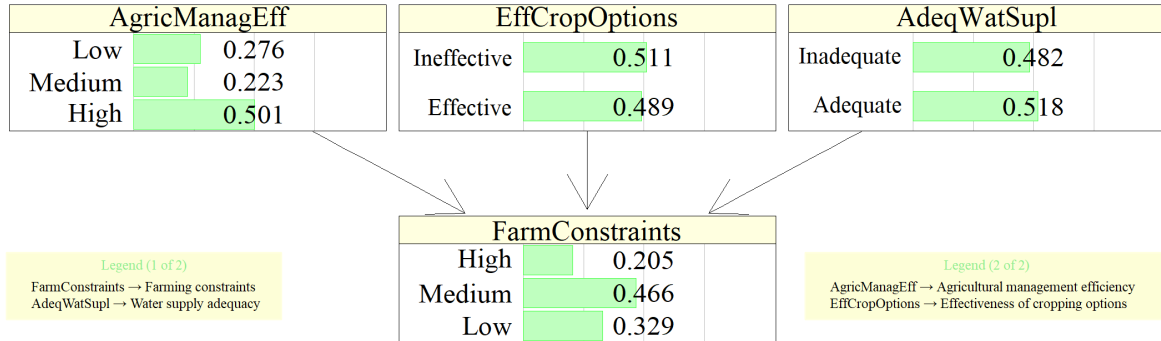 AgricManagEff
Low 0.276
Medium 0.223
High 0.501
EffCropOptions
Ineffective 0.511
Effective 0.489
AdeqWatSupl
Inadequate 0.482
Adequate 0.518
FarmConstraints
High 0.205
Medium 0.466
Low 0.329
Legend (1 of 2)
FarmConstraints → Farming constraints
AdeqWatSupl → Water supply adequacy
Legend (2 of 2)
AgricManagEff → Agricultural management efficiency
EffCropOptions → Effectiveness of cropping options